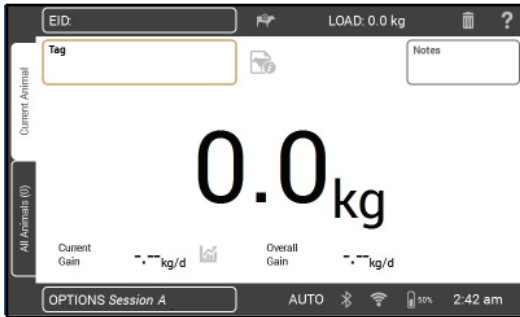 EID:
LOAD: 0.0 kg
?
Tag
Notes
Current Animal
All Animals (0)
0.0kg
Current
Gain
-.--kg/d
Overall
Gain
-.--kg/d
OPTIONS Session A
AUTO
50%
2:42 am